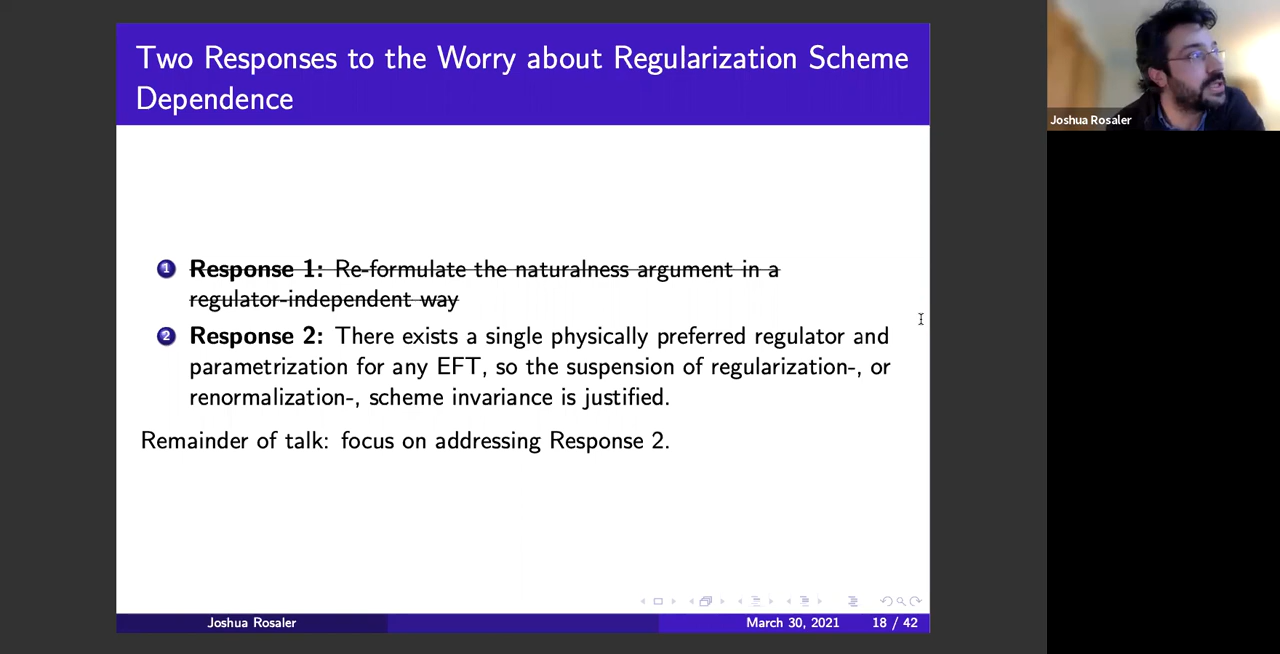 Two Responses to the Worry about Regularization Scheme
Dependence
Joshua Rosaler
1 Response 1: Re-formulate the naturalness argument in a
regulator-independent way
2 Response 2: There exists a single physically preferred regulator and
parametrization for any EFT, so the suspension of regularization-, or
renormalization-, scheme invariance is justified.
Remainder of talk: focus on addressing Response 2.
Joshua Rosaler March 30, 2021 18 / 42